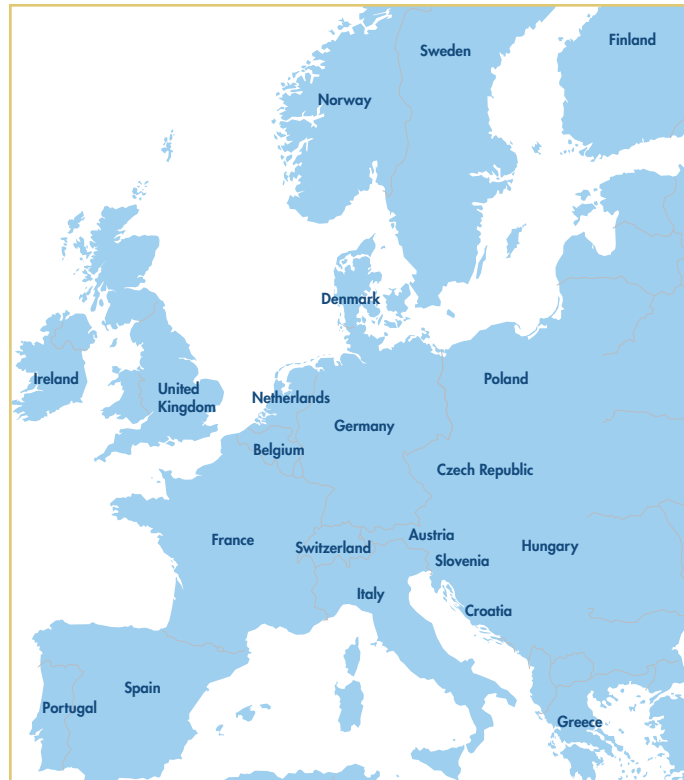 Finland
Sweden
Norway
Denmark
Ireland
United
Kingdom
Netherlands
Poland
Germany
Belgium
Czech Republic
France
Switzerland
Austria
Hungary
Slovenia
Italy
Croatia
Spain
Portugal
Greece